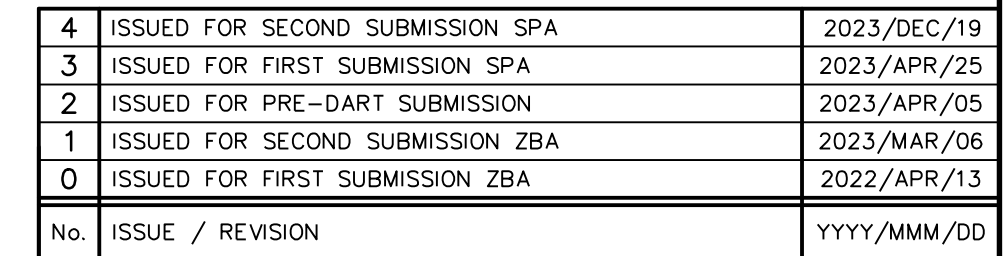 4 ISSUED FOR SECOND SUBMISSION SPA 2023/DEC/19
3 ISSUED FOR FIRST SUBMISSION SPA 2023/APR/25
2 ISSUED FOR PRE-DART SUBMISSION 2023/APR/05
1 ISSUED FOR SECOND SUBMISSION ZBA 2023/MAR/06
0 ISSUED FOR FIRST SUBMISSION ZBA 2022/APR/13
No. ISSUE / REVISION YYYY/MMM/DD